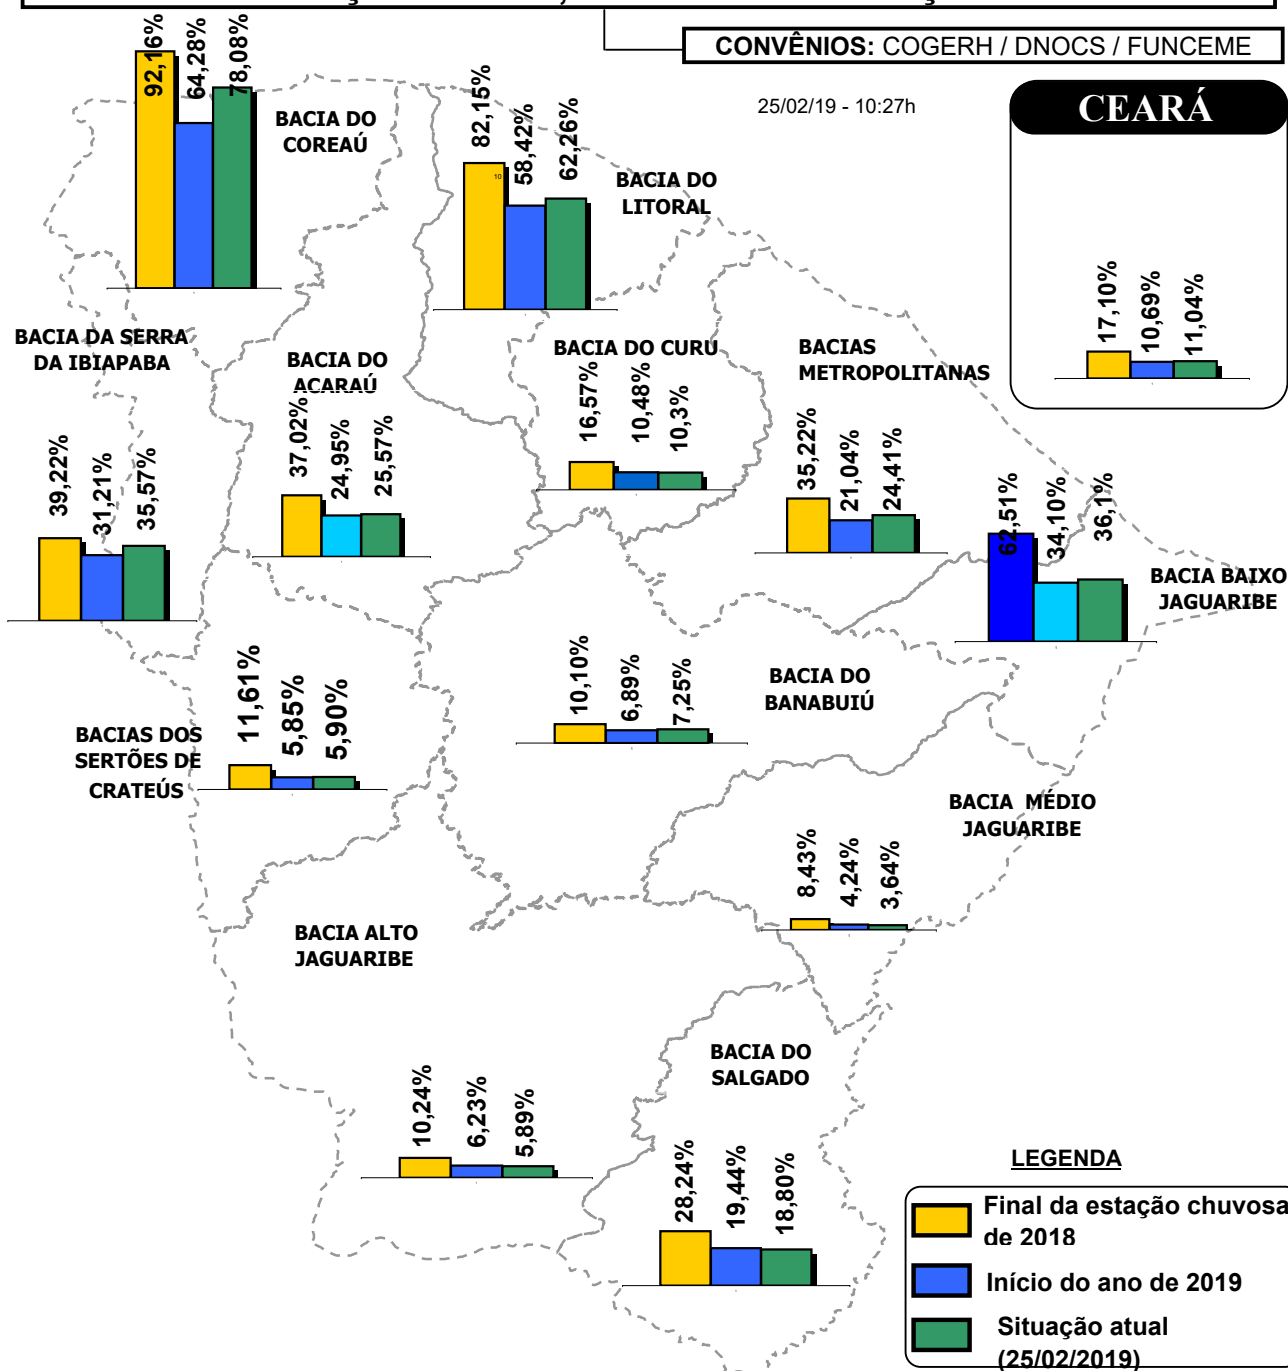 CONVÊNIOS: COGERH / DNOCS / FUNCEME
25/02/19 - 10:27h
CEARÁ
17,10%
10,69%
11,04%
92,16%
64,28%
78,08%
BACIA DO
COREAÚ
82,15%
10
58,42%
62,26%
BACIA DO
LITORAL
BACIA DA SERRA
DA IBIAPABA
39,22%
31,21%
35,57%
BACIA DO
ACARAÚ
37,02%
24,95%
25,57%
BACIA DO CURU
16,57%
10,48%
10,3%
BACIAS
METROPOLITANAS
35,22%
21,04%
24,41%
62,51%
34,10%
36,1%
BACIA BAIXO
JAGUARIBE
BACIAS DOS
SERTÕES DE
CRATEÚS
11,61%
5,85%
5,90%
10,10%
6,89%
7,25%
BACIA DO
BANABUIÚ
BACIA MÉDIO
JAGUARIBE
8,43%
4,24%
3,64%
BACIA ALTO
JAGUARIBE
10,24%
6,23%
5,89%
BACIA DO
SALGADO
28,24%
19,44%
18,80%
LEGENDA
Final da estação chuvosa
de 2018
Início do ano de 2019
Situação atual
(25/02/2019)